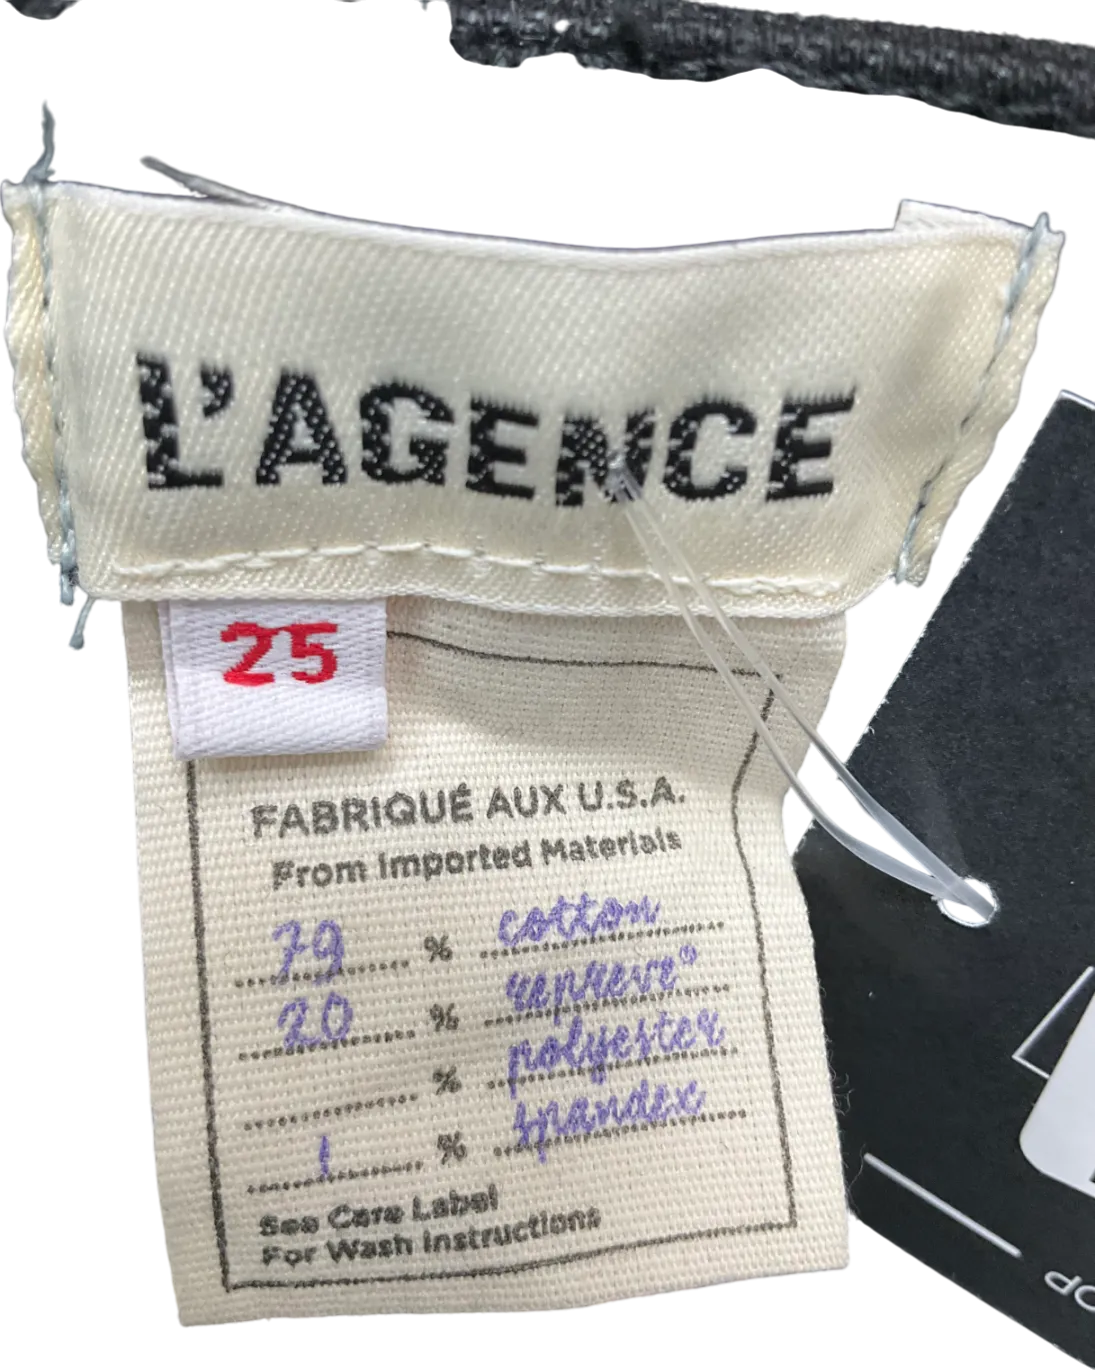 L'AGENCE
25
FABRIQUÉ AUX U.S.A.
From Imported Materials
79 % cotton
20 % repreve®
% polyester
1 % spandex
See Care Label
For Wash Instructions